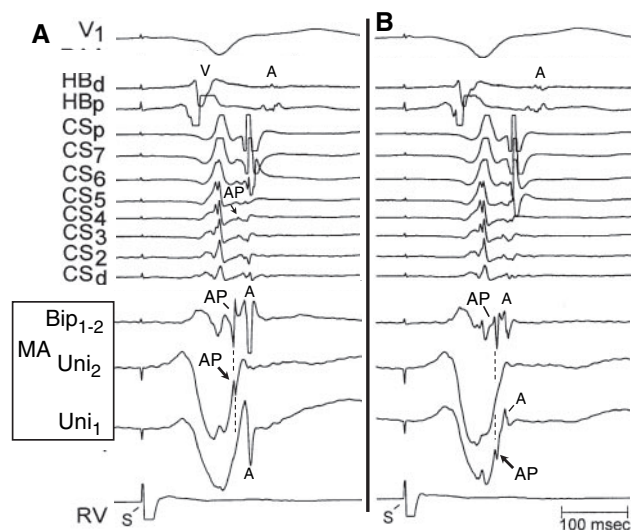 A
B
V1
HBd
V
A
A
HBp
CSp
CS7
CS6
CS5
AP
CS4
CS3
CS2
CSd
AP
A
AP
A
Bip1-2
MA
Uni2
AP
Uni1
A
A
AP
RV
S
S
100 msec